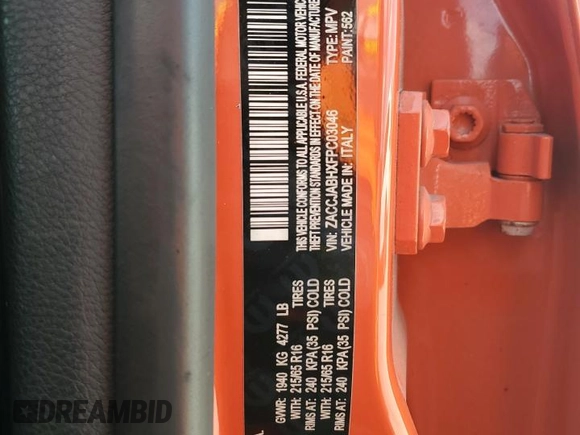 THIS VEHICLE CONFORMS TO ALL APPLICABLE U.S.A. FEDERAL MOTOR VEHIC
THEFT PREVENTION STANDARDS IN EFFECT ON THE DATE OF MANUFACTURE
VIN: ZACCJABHXFPC03046 TYPE: MPV
VEHICLE MADE IN: ITALY PAINT: 562
GVWR: 1940 KG 4277 LB
WITH: 215/65 R16 TIRES
RIMS AT: 240 KPA(35 PSI) COLD
WITH: 215/65 R16 TIRES
RIMS AT: 240 KPA(35 PSI) COLD
DREAMBID